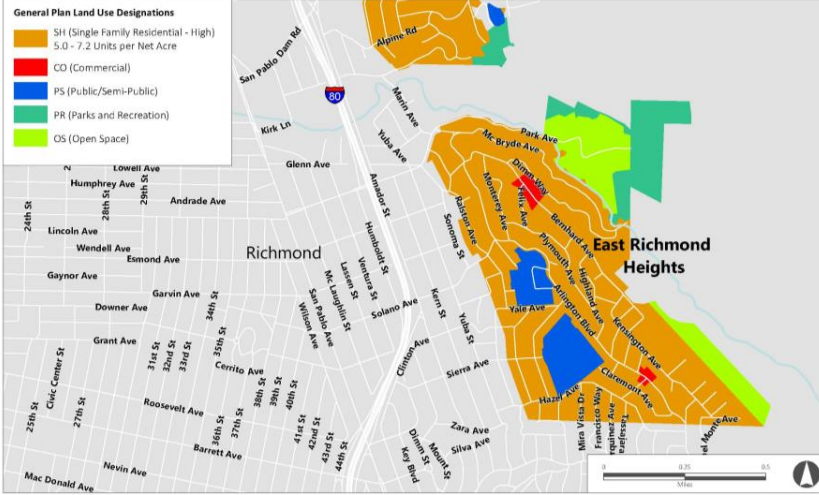 General Plan Land Use Designations
SH (Single Family Residential - High)
5.0 - 7.2 Units per Net Acre
CO (Commercial)
PS (Public/Semi-Public)
PR (Parks and Recreation)
OS (Open Space)
Alpine Rd
San Pablo Dam Rd
80
Marin Ave
Kirk Ln
Yuba Ave
Park Ave
Mc Bryde Ave
Glenn Ave
Lowell Ave
Humphrey Ave
28th St
29th St
Andrade Ave
Amador St
Dimm Way
Felix Ave
Monterey Ave
Ralston Ave
Sonoma St
Bernhard Ave
24th St
Lincoln Ave
Wendell Ave
Esmond Ave
Richmond
Humboldt St
East Richmond
Heights
Plymouth Ave
Highland Ave
Gaynor Ave
Garvin Ave
Downer Ave
34th St
Ventura St
Lassen St
Mc Laughlin St
San Pablo Ave
Wilson Ave
Solano Ave
Kern St
Yuba St
Yale Ave
Arlington Blvd
Kensington Ave
Grant Ave
31st St
32nd St
33rd St
35th St
Cerrito Ave
Clinton Ave
Sierra Ave
Claremont Ave
Hazel Ave
Civic Center St
25th St
27th St
Roosevelt Ave
36th St
37th St
38th St
39th St
40th St
41st St
42nd St
43rd St
44th St
Barrett Ave
Nevin Ave
Mac Donald Ave
Zara Ave
Silva Ave
Dimm St
Mount St
Key Blvd
Mira Vista Dr
Francisco Way
Ave
0 0.25 0.5
Miles